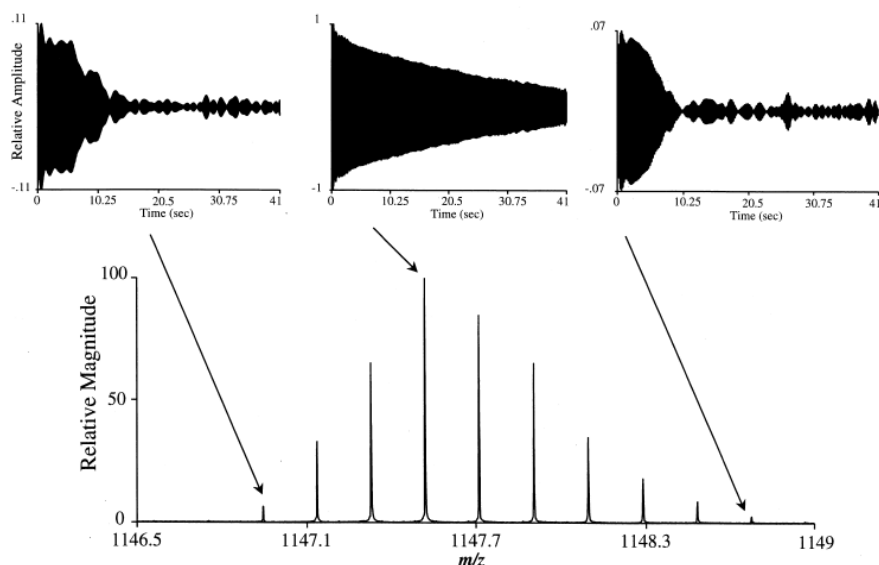 .11
Relative Amplitude
-.11
0 10.25 20.5 30.75 41
Time (sec)
1
-1
0 10.25 20.5 30.75 41
Time (sec)
.07
-.07
0 10.25 20.5 30.75 41
Time (sec)
100
Relative Magnitude
50
0
1146.5 1147.1 1147.7 1148.3 1149
m/z